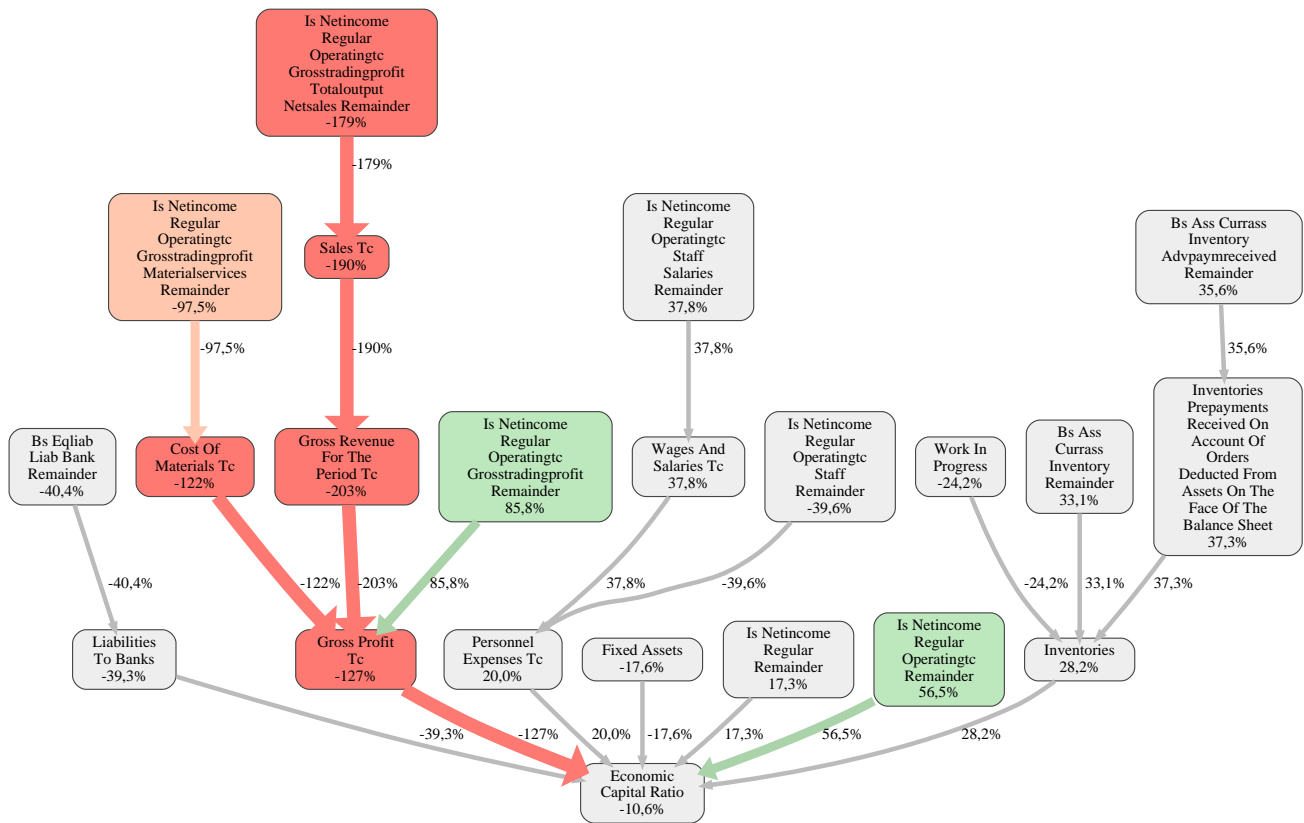 Is Netincome
Regular
Operatingtc
Grosstradingprofit
Totaloutput
Netsales Remainder
-179%
-179%
Is Netincome
Regular
Operatingtc
Grosstradingprofit
Materialservices
Remainder
-97,5%
Sales Tc
-190%
Is Netincome
Regular
Operatingtc
Staff
Salaries
Remainder
37,8%
Bs Ass Currass
Inventory
Advpaymreceived
Remainder
35,6%
-97,5%
-190%
37,8%
35,6%
Bs Eqliab
Liab Bank
Remainder
-40,4%
Cost Of
Materials Tc
-122%
Gross Revenue
For The
Period Tc
-203%
Is Netincome
Regular
Operatingtc
Grosstradingprofit
Remainder
85,8%
Wages And
Salaries Tc
37,8%
Is Netincome
Regular
Operatingtc
Staff
Remainder
-39,6%
Work In
Progress
-24,2%
Bs Ass
Currass
Inventory
Remainder
33,1%
Inventories
Prepayments
Received On
Account Of
Orders
Deducted From
Assets On The
Face Of The
Balance Sheet
37,3%
-40,4%
-122%
-203%
85,8%
37,8%
-39,6%
-24,2%
33,1%
37,3%
Liabilities
To Banks
-39,3%
Gross Profit
Tc
-127%
Personnel
Expenses Tc
20,0%
Fixed Assets
-17,6%
Is Netincome
Regular
Remainder
17,3%
Is Netincome
Regular
Operatingtc
Remainder
56,5%
Inventories
28,2%
-39,3%
-127%
20,0%
-17,6%
17,3%
56,5%
28,2%
Economic
Capital Ratio
-10,6%